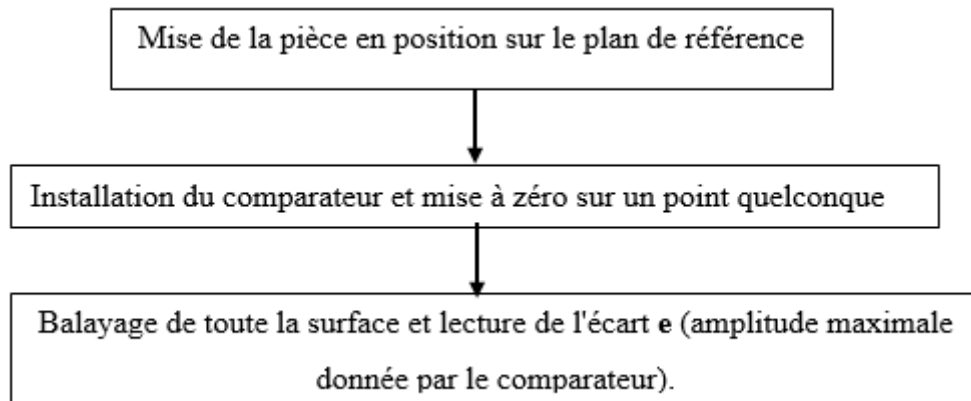 Mise de la pièce en position sur le plan de référence
Installation du comparateur et mise à zéro sur un point quelconque
Balayage de toute la surface et lecture de l'écart e (amplitude maximale
donnée par le comparateur).